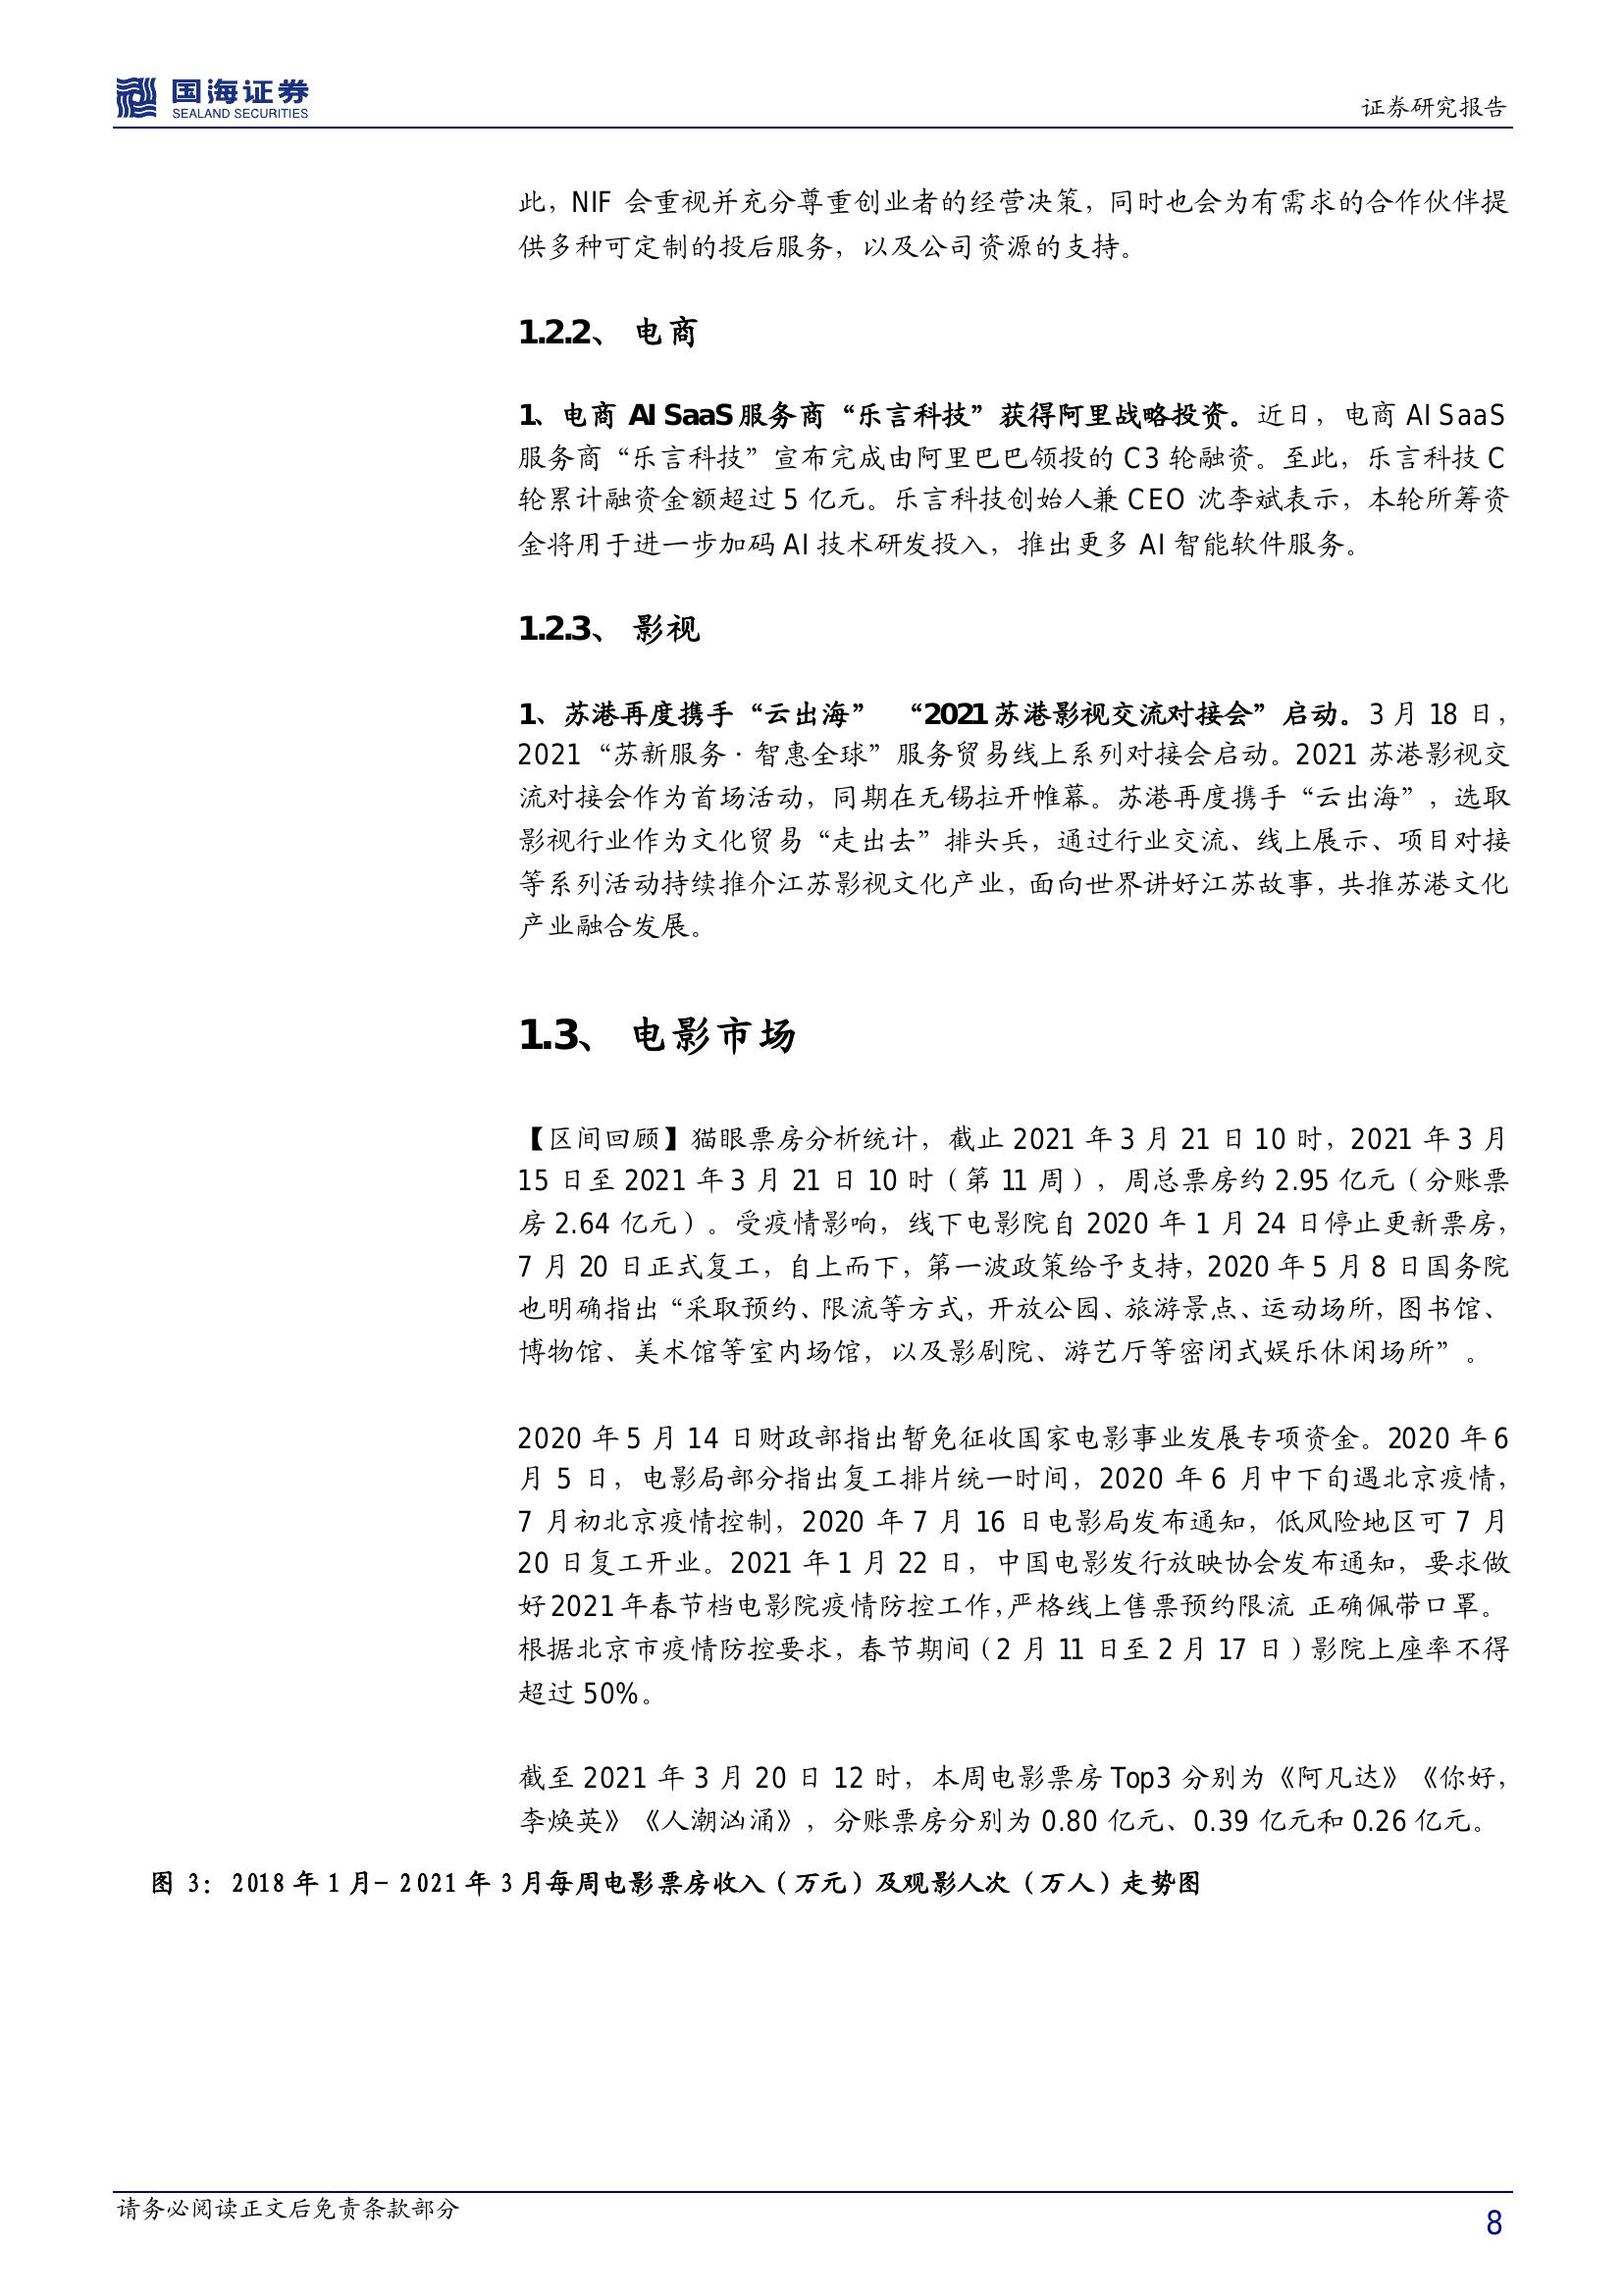 国海证券
SEALAND SECURITIES
证券研究报告
此，NIF 会重视并充分尊重创业者的经营决策，同时也会为有需求的合作伙伴提
供多种可定制的投后服务，以及公司资源的支持。
1.2.2、 电商
1、电商 AI SaaS 服务商“乐言科技”获得阿里战略投资。近日，电商 AI SaaS
服务商“乐言科技”宣布完成由阿里巴巴领投的 C3 轮融资。至此，乐言科技 C
轮累计融资金额超过 5 亿元。乐言科技创始人兼 CEO 沈李斌表示，本轮所筹资
金将用于进一步加码 AI 技术研发投入，推出更多 AI 智能软件服务。
1.2.3、 影视
1、苏港再度携手“云出海” “2021 苏港影视交流对接会”启动。3 月 18 日，
2021“苏新服务·智惠全球”服务贸易线上系列对接会启动。2021 苏港影视交
流对接会作为首场活动，同期在无锡拉开帷幕。苏港再度携手“云出海”，选取
影视行业作为文化贸易“走出去”排头兵，通过行业交流、线上展示、项目对接
等系列活动持续推介江苏影视文化产业，面向世界讲好江苏故事，共推苏港文化
产业融合发展。
1.3、 电影市场
【区间回顾】猫眼票房分析统计，截止 2021 年 3 月 21 日 10 时，2021 年 3 月
15 日至 2021 年 3 月 21 日 10 时（第 11 周），周总票房约 2.95 亿元（分账票
房 2.64 亿元）。受疫情影响，线下电影院自 2020 年 1 月 24 日停止更新票房，
7 月 20 日正式复工，自上而下，第一波政策给予支持，2020 年 5 月 8 日国务院
也明确指出“采取预约、限流等方式，开放公园、旅游景点、运动场所，图书馆、
博物馆、美术馆等室内场馆，以及影剧院、游艺厅等密闭式娱乐休闲场所”。
2020 年 5 月 14 日财政部指出暂免征收国家电影事业发展专项资金。2020 年 6
月 5 日，电影局部分指出复工排片统一时间，2020 年 6 月中下旬遇北京疫情，
7 月初北京疫情控制，2020 年 7 月 16 日电影局发布通知，低风险地区可 7 月
20 日复工开业。2021 年 1 月 22 日，中国电影发行放映协会发布通知，要求做
好 2021 年春节档电影院疫情防控工作，严格线上售票预约限流 正确佩带口罩。
根据北京市疫情防控要求，春节期间（2 月 11 日至 2 月 17 日）影院上座率不得
超过 50%。
截至 2021 年 3 月 20 日 12 时，本周电影票房 Top3 分别为《阿凡达》《你好，
李焕英》《人潮汹涌》，分账票房分别为 0.80 亿元、0.39 亿元和 0.26 亿元。
图 3：2018 年 1 月-2021 年 3 月每周电影票房收入（万元）及观影人次（万人）走势图
请务必阅读正文后免责条款部分
8